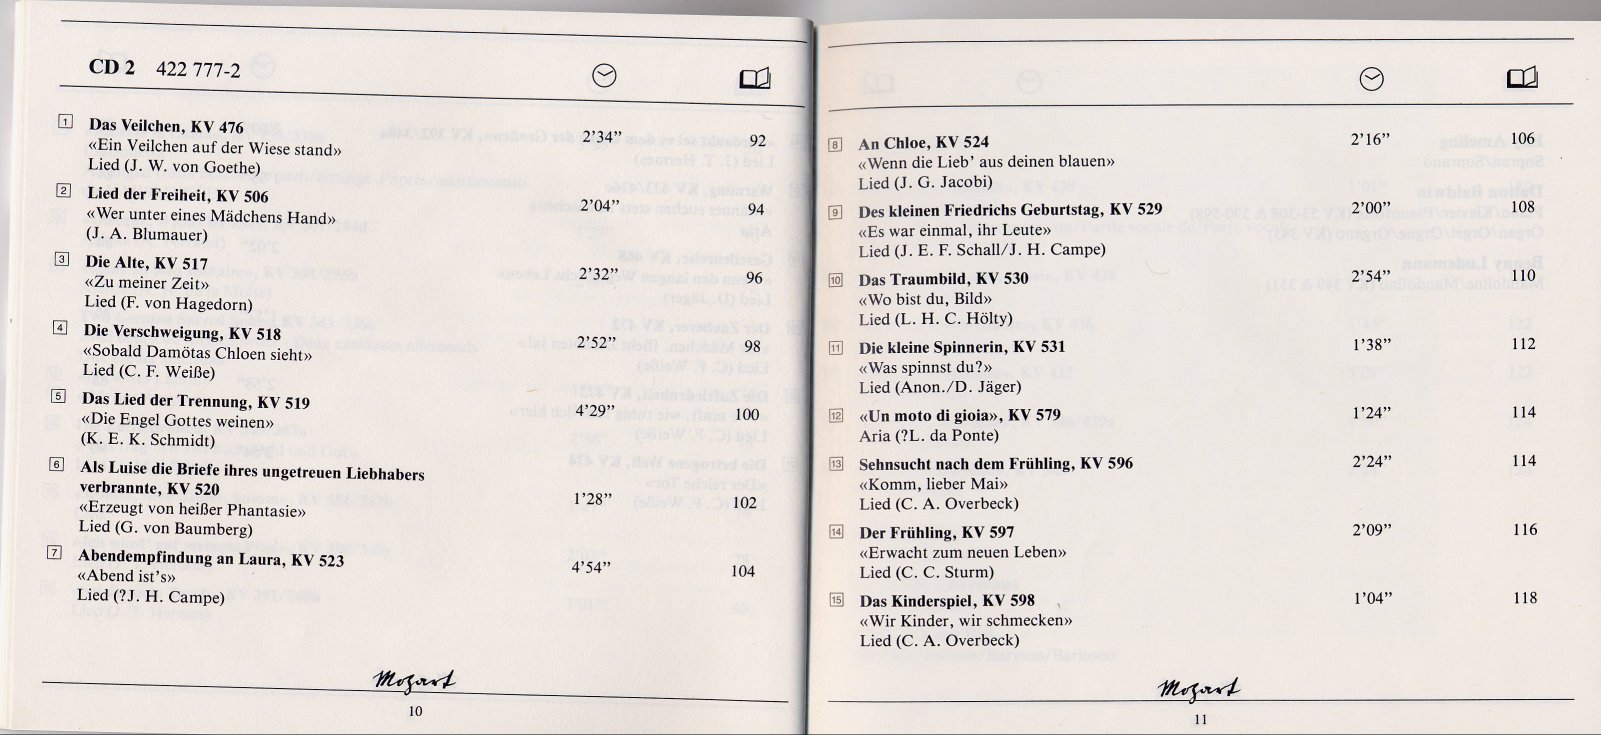 CD 2 422 777-2
1 Das Veilchen, KV 476 2’34” 92
«Ein Veilchen auf der Wiese stand»
Lied (J. W. von Goethe)
2 Lied der Freiheit, KV 506 2’04” 94
«Wer unter eines Mädchens Hand»
(J. A. Blumauer)
3 Die Alte, KV 517 2’32” 96
«Zu meiner Zeit»
Lied (F. von Hagedorn)
4 Die Verschweigung, KV 518 2’52” 98
«Sobald Damötas Chloen sieht»
Lied (C. F. Weiße)
5 Das Lied der Trennung, KV 519 4’29” 100
«Die Engel Gottes weinen»
(K. E. K. Schmidt)
6 Als Luise die Briefe ihres ungetreuen Liebhabers
verbrannte, KV 520 1’28” 102
«Erzeugt von heißer Phantasie»
Lied (G. von Baumberg)
7 Abendempfindung an Laura, KV 523 4’54” 104
«Abend ist’s»
Lied (?J. H. Campe)
Mozart
10
8 An Chloe, KV 524 2’16” 106
«Wenn die Lieb’ aus deinen blauen»
Lied (J. G. Jacobi)
9 Des kleinen Friedrichs Geburtstag, KV 529 2’00” 108
«Es war einmal, ihr Leute»
Lied (J. E. F. Schall/J. H. Campe)
10 Das Traumbild, KV 530 2’54” 110
«Wo bist du, Bild»
Lied (L. H. C. Hölty)
11 Die kleine Spinnerin, KV 531 1’38” 112
«Was spinnst du?»
Lied (Anon./D. Jäger)
12 «Un moto di gioia», KV 579 1’24” 114
Aria (?L. da Ponte)
13 Sehnsucht nach dem Frühling, KV 596 2’24” 114
«Komm, lieber Mai»
Lied (C. A. Overbeck)
14 Der Frühling, KV 597 2’09” 116
«Erwacht zum neuen Leben»
Lied (C. C. Sturm)
15 Das Kinderspiel, KV 598 1’04” 118
«Wir Kinder, wir schmecken»
Lied (C. A. Overbeck)
Mozart
11